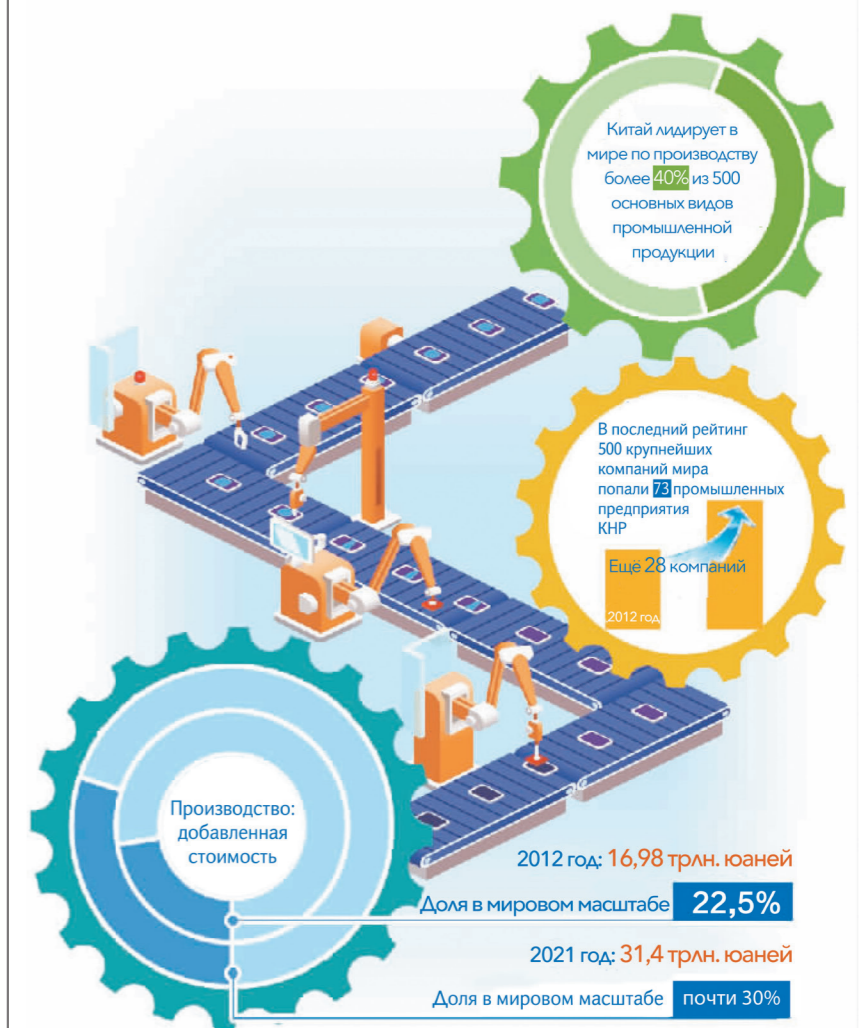 Китай лидирует в
мире по производству
более 40% из 500
основных видов
промышленной
продукции
В последний рейтинг
500 крупнейших
компаний мира
попали 73 промышленных
предприятия
КНР
Ещё 28 компаний
2012 год
Производство:
добавленная
стоимость
2012 год: 16,98 трлн. юаней
Доля в мировом масштабе 22,5%
2021 год: 31,4 трлн. юаней
Доля в мировом масштабе почти 30%